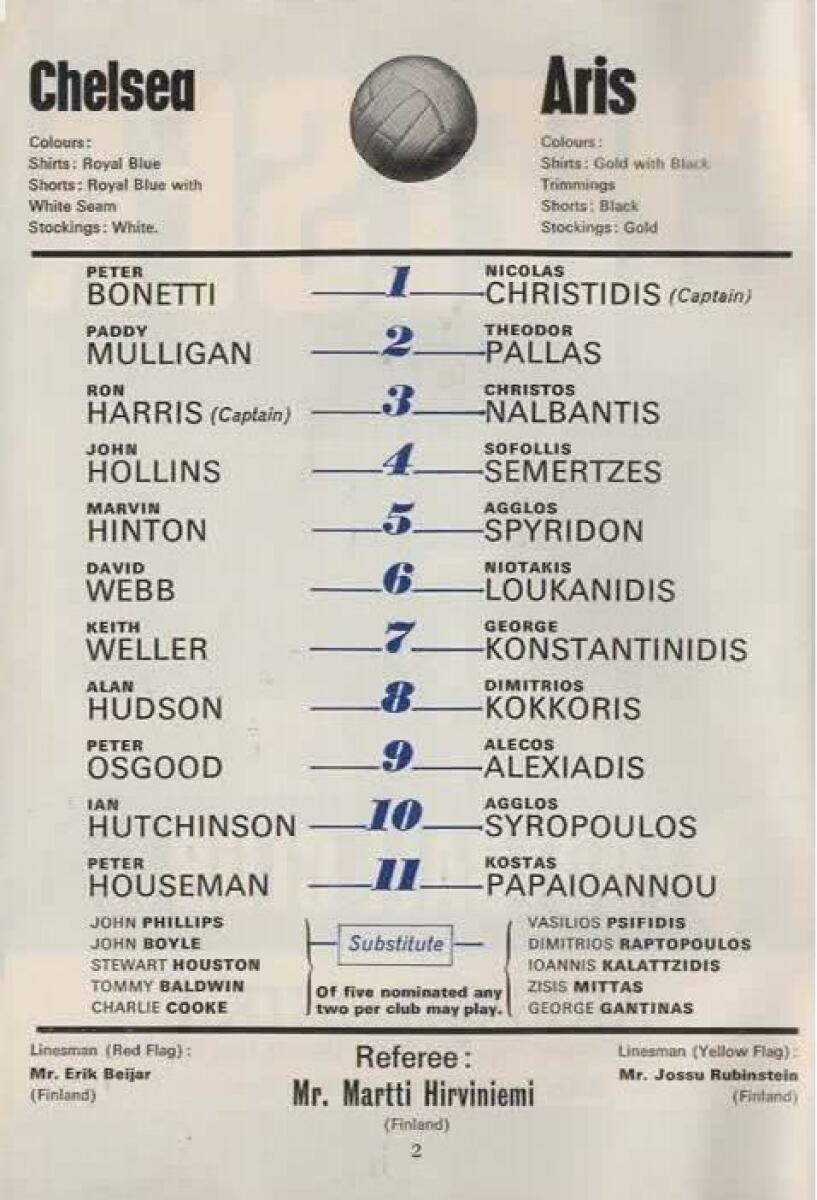 Chelsea
Colours:
Shirts: Royal Blue
Shorts: Royal Blue with
White Seam
Stockings: White.
Aris
Colours:
Shirts: Gold with Black
Trimmings
Shorts: Black
Stockings: Gold
PETER
BONETTI
1
NICOLAS
CHRISTIDIS (Captain)
PADDY
MULLIGAN
2
THEODOR
PALLAS
RON
HARRIS (Captain)
3
CHRISTOS
NALBANTIS
JOHN
HOLLINS
4
SOFOLLIS
SEMERTZES
MARVIN
HINTON
5
AGGLOS
SPYRIDON
DAVID
WEBB
6
NIOTAKIS
LOUKANIDIS
KEITH
WELLER
7
GEORGE
KONSTANTINIDIS
ALAN
HUDSON
8
DIMITRIOS
KOKKORIS
PETER
OSGOOD
9
ALECOS
ALEXIADIS
IAN
HUTCHINSON
10
AGGLOS
SYROPOULOS
PETER
HOUSEMAN
11
KOSTAS
PAPAIOANNOU
JOHN PHILLIPS
JOHN BOYLE
STEWART HOUSTON
TOMMY BALDWIN
CHARLIE COOKE
Substitute
Of five nominated any
two per club may play.
VASILIOS PSIFIDIS
DIMITRIOS RAPTOPOULOS
IOANNIS KALATTZIDIS
ZISIS MITTAS
GEORGE GANTINAS
Linesman (Red Flag):
Mr. Erik Beijar
(Finland)
Referee:
Mr. Martti Hirviniemi
(Finland)
Linesman (Yellow Flag):
Mr. Jossu Rubinstein
(Finland)
2